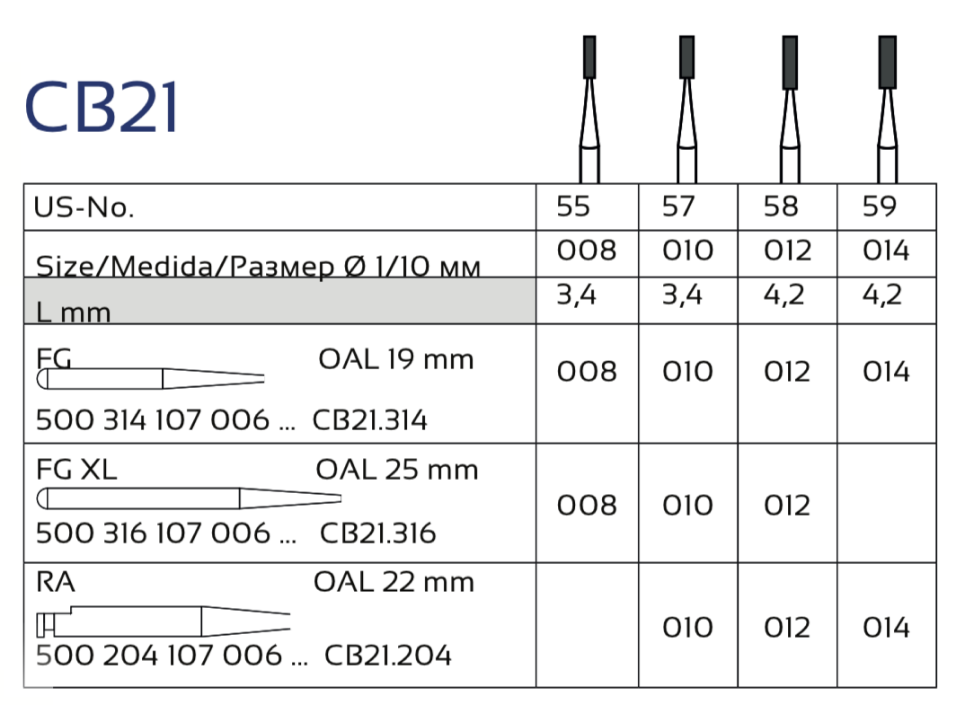 CB21
US-No. 55 57 58 59
Size/Medida/Размер Ø 1/10 мм 008 010 012 014
L mm 3,4 3,4 4,2 4,2
FG OAL 19 mm
008 010 012 014
500 314 107 006 ... CB21.314
FG XL OAL 25 mm
008 010 012
500 316 107 006 ... CB21.316
RA OAL 22 mm
010 012 014
500 204 107 006 ... CB21.204